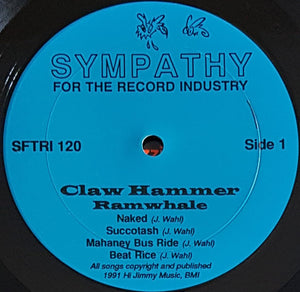 SYMPATHY
FOR THE RECORD INDUSTRY
SFTRI 120 Side 1
Claw Hammer
Ramwhale
Naked (J. Wahl)
Succotash (J. Wahl)
Mahaney Bus Ride (J. Wahl)
Beat Rice (J. Wahl)
All songs copyright and published
1991 Hi Jimmy Music, BMI